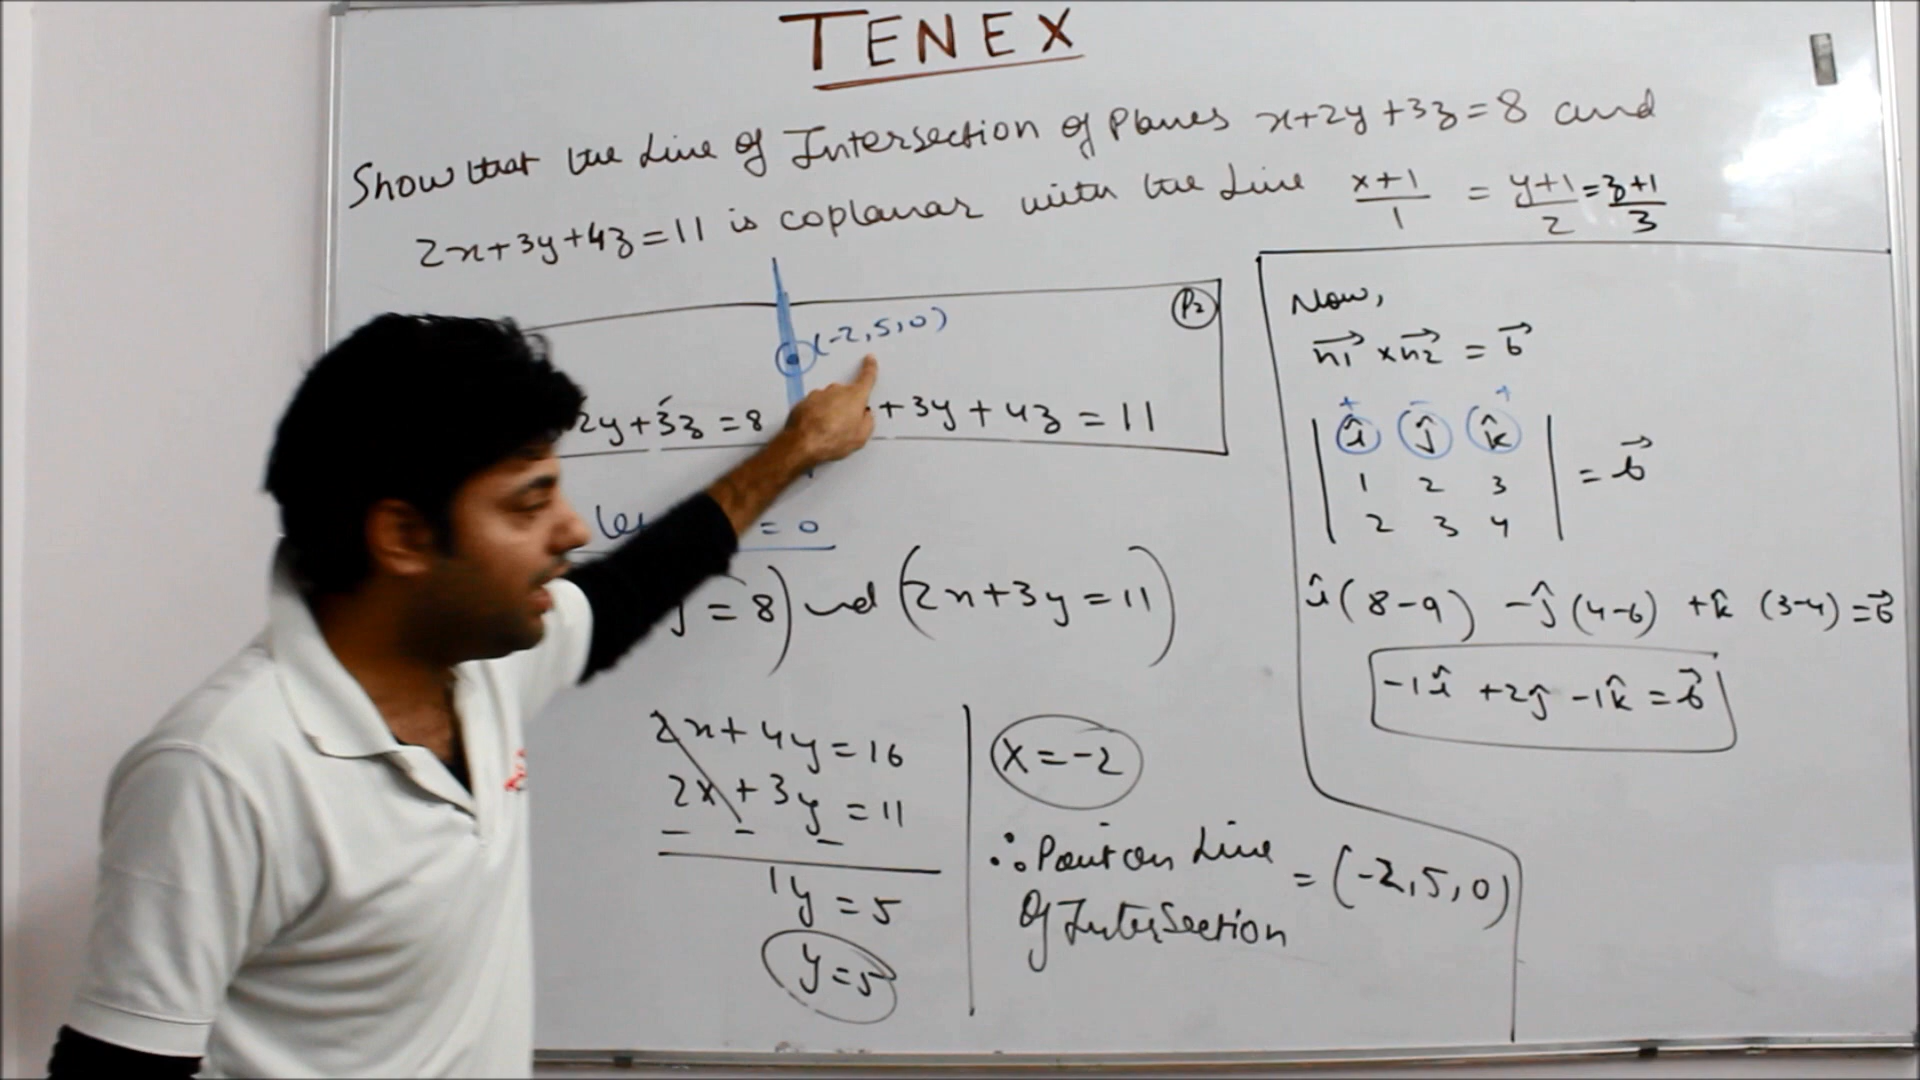 TENEX
Show that the Line of Intersection of Planes x+2y+3z=8 and
2x+3y+4z=11 is coplanar with the Line x+1/1 = y+1/2 = z+1/3
P2
(-2,5,0)
2y+3z=8
+3y+4z=11
= 0
y=8) and (2x+3y=11)
2x+4y=16
2x+3y=11
- - -
1y=5
y=5
x=-2
∴ Point on Line
Of InterSection = (-2,5,0)
Now,
n1→ × n2→ = b→
+ - +
| î ĵ k̂ |
| 1 2 3 | = b→
| 2 3 4 |
î(8-9) -ĵ(4-6) +k̂ (3-4) = b→
-1î +2ĵ -1k̂ = b→